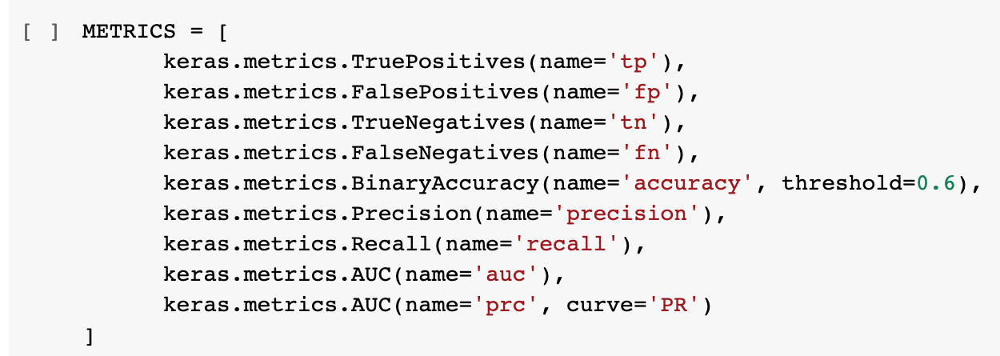 [ ] METRICS = [
keras.metrics.TruePositives(name='tp'),
keras.metrics.FalsePositives(name='fp'),
keras.metrics.TrueNegatives(name='tn'),
keras.metrics.FalseNegatives(name='fn'),
keras.metrics.BinaryAccuracy(name='accuracy', threshold=0.6),
keras.metrics.Precision(name='precision'),
keras.metrics.Recall(name='recall'),
keras.metrics.AUC(name='auc'),
keras.metrics.AUC(name='prc', curve='PR')
]